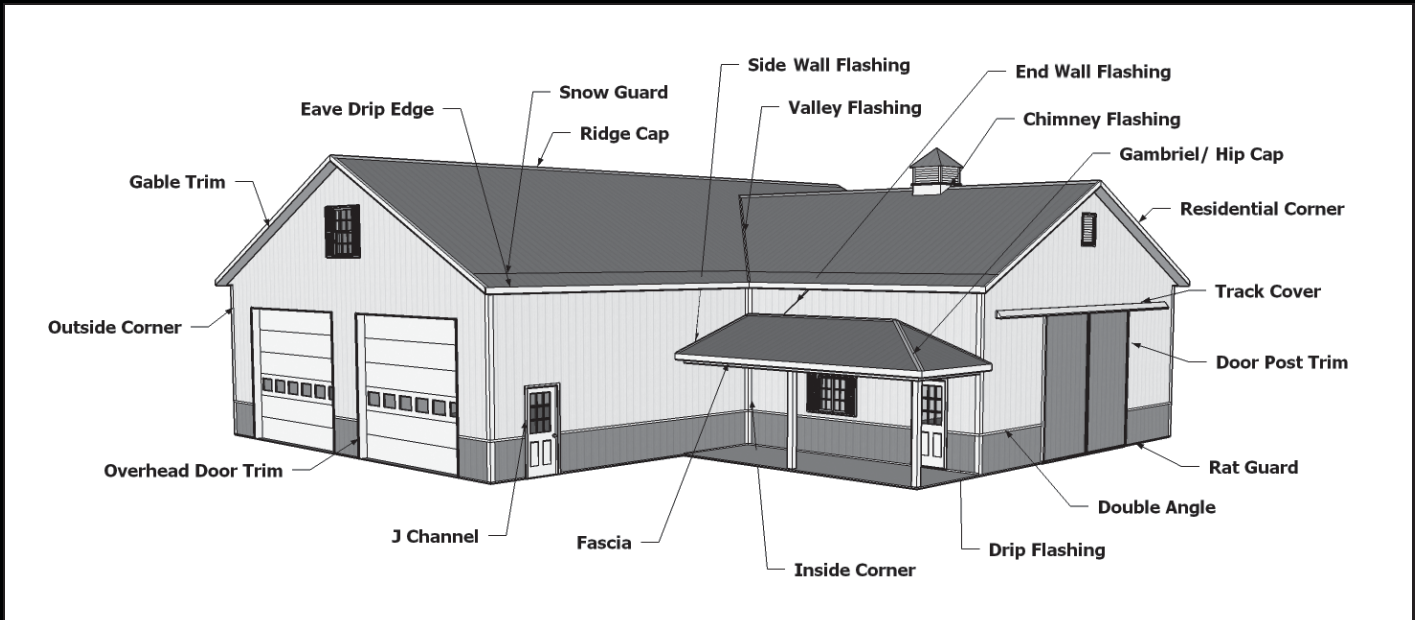 Side Wall Flashing
End Wall Flashing
Snow Guard
Eave Drip Edge
Valley Flashing
Ridge Cap
Chimney Flashing
Gambriel/ Hip Cap
Gable Trim
Residential Corner
Track Cover
Outside Corner
Door Post Trim
Overhead Door Trim
Rat Guard
Double Angle
J Channel
Fascia
Drip Flashing
Inside Corner